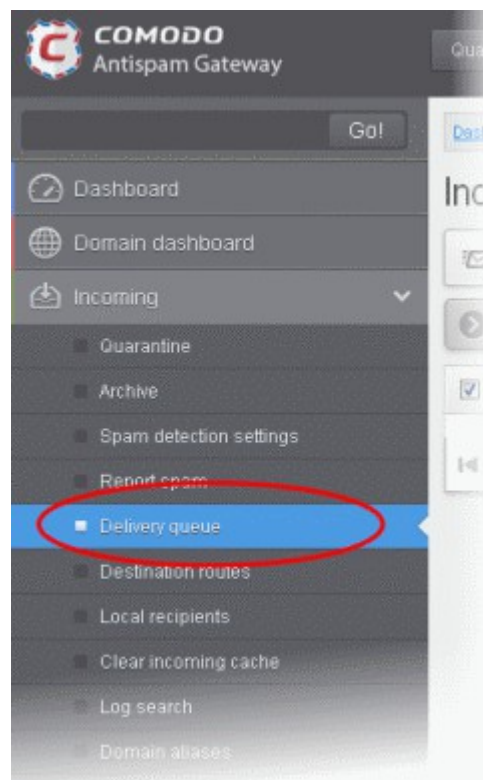 COMODO
Antispam Gateway
Go!
Dashboard
Domain dashboard
Incoming
Quarantine
Archive
Spam detection settings
Report spam
Delivery queue
Destination routes
Local recipients
Clear incoming cache
Log search
Domain aliases